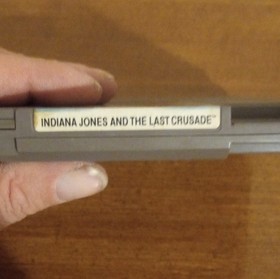 INDIANA JONES AND THE LAST CRUSADE™